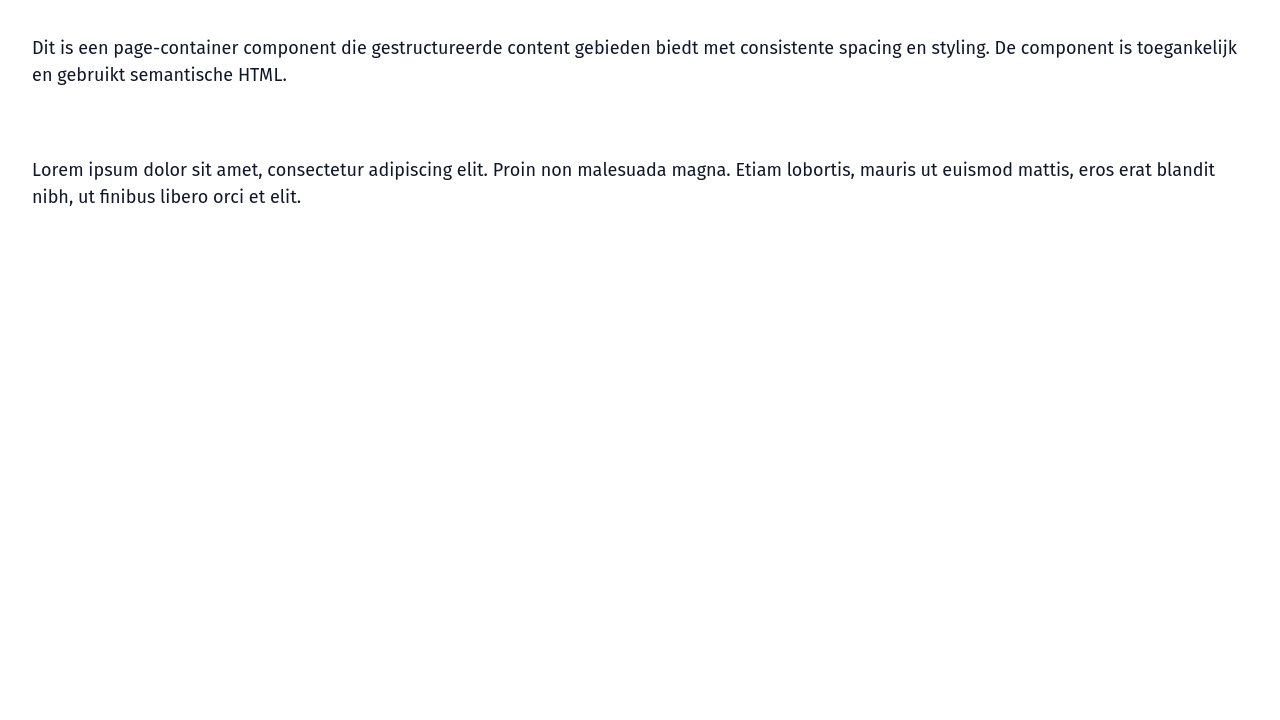 Dit is een page-container component die gestructureerde content gebieden biedt met consistente spacing en styling. De component is toegankelijk
en gebruikt semantische HTML.
Lorem ipsum dolor sit amet, consectetur adipiscing elit. Proin non malesuada magna. Etiam lobortis, mauris ut euismod mattis, eros erat blandit
nibh, ut finibus libero orci et elit.